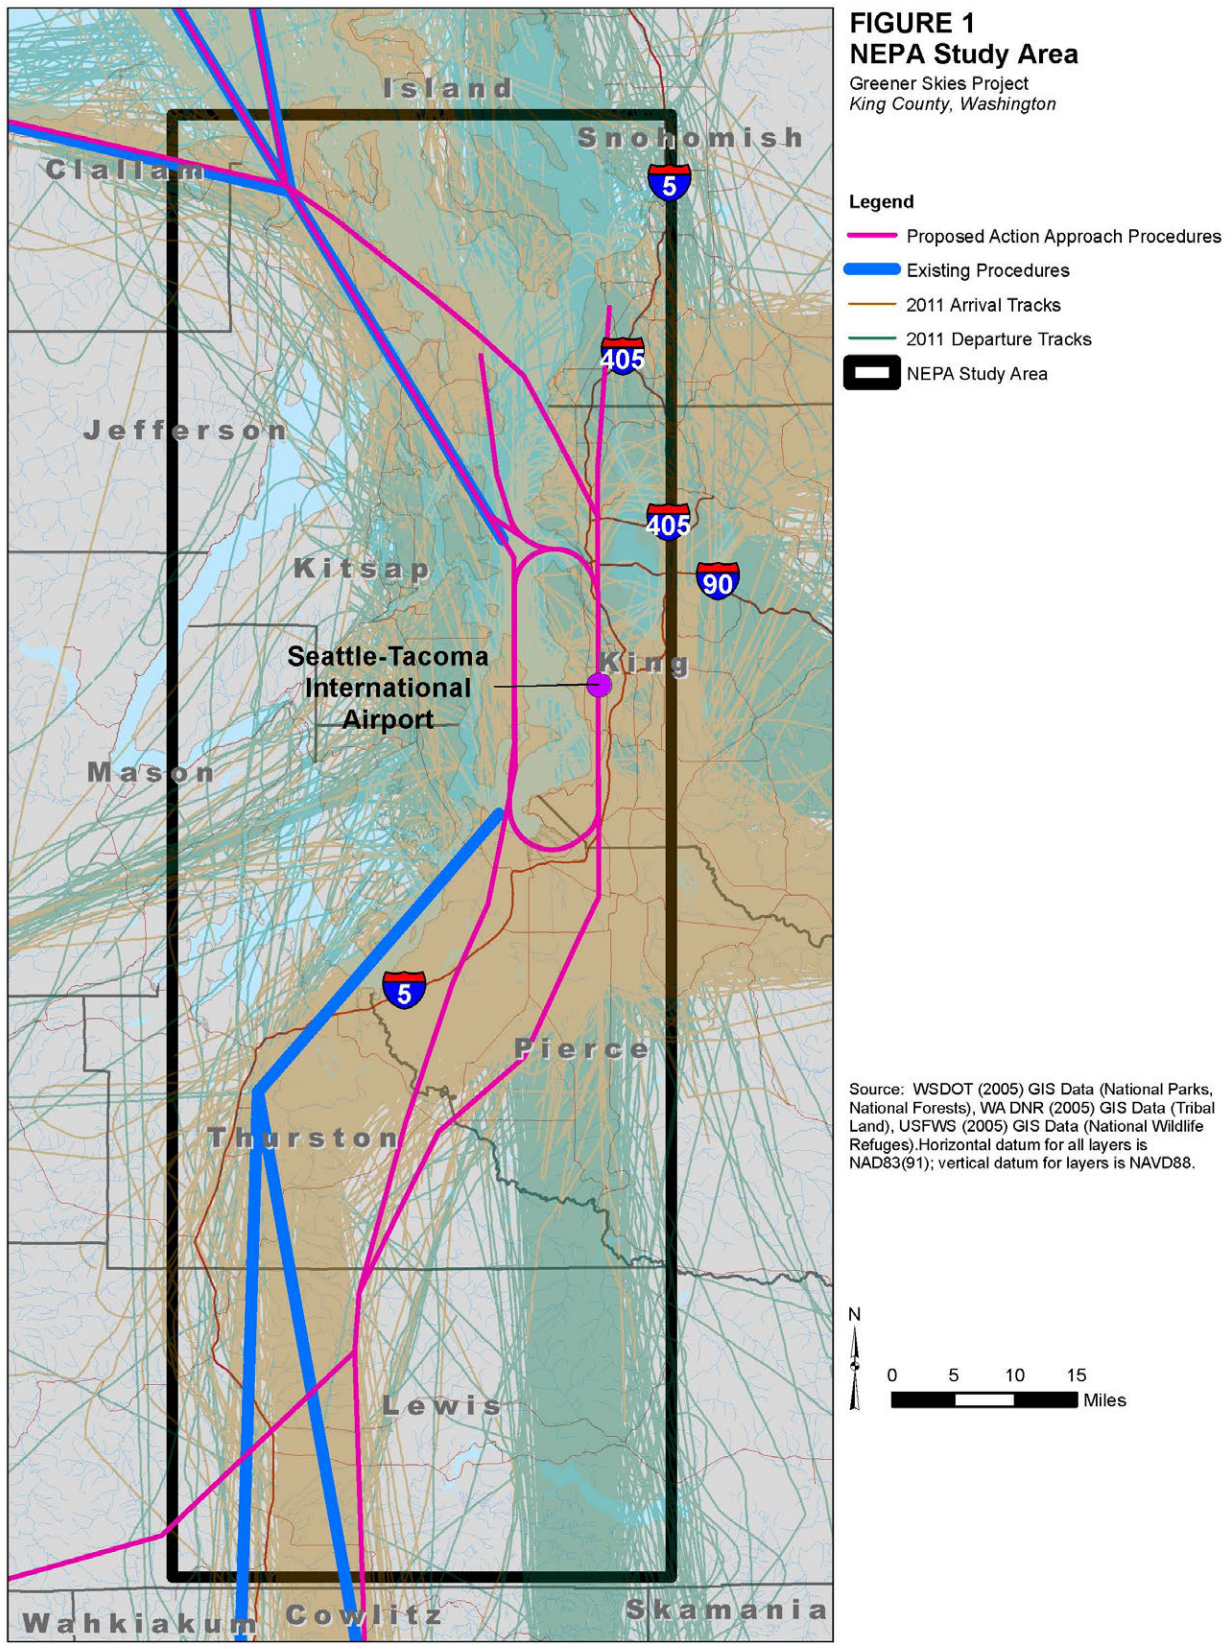 FIGURE 1
NEPA Study Area
Greener Skies Project
King County, Washington
Island
Snohomish
Clallam
5
Legend
Proposed Action Approach Procedures
Existing Procedures
2011 Arrival Tracks
2011 Departure Tracks
NEPA Study Area
405
Jefferson
405
Kitsap
90
Seattle-Tacoma
International
Airport
King
Mason
5
Pierce
Thurston
Source: WSDOT (2005) GIS Data (National Parks,
National Forests), WA DNR (2005) GIS Data (Tribal
Land), USFWS (2005) GIS Data (National Wildlife
Refuges).Horizontal datum for all layers is
NAD83(91); vertical datum for layers is NAVD88.
N
0 5 10 15
Miles
Lewis
Wahkiakum
Cowlitz
Skamania